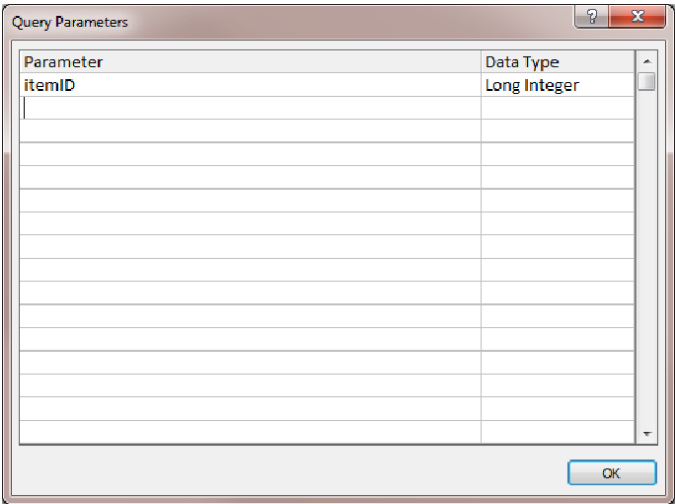 Query Parameters
?
Parameter Data Type
itemID Long Integer
OK